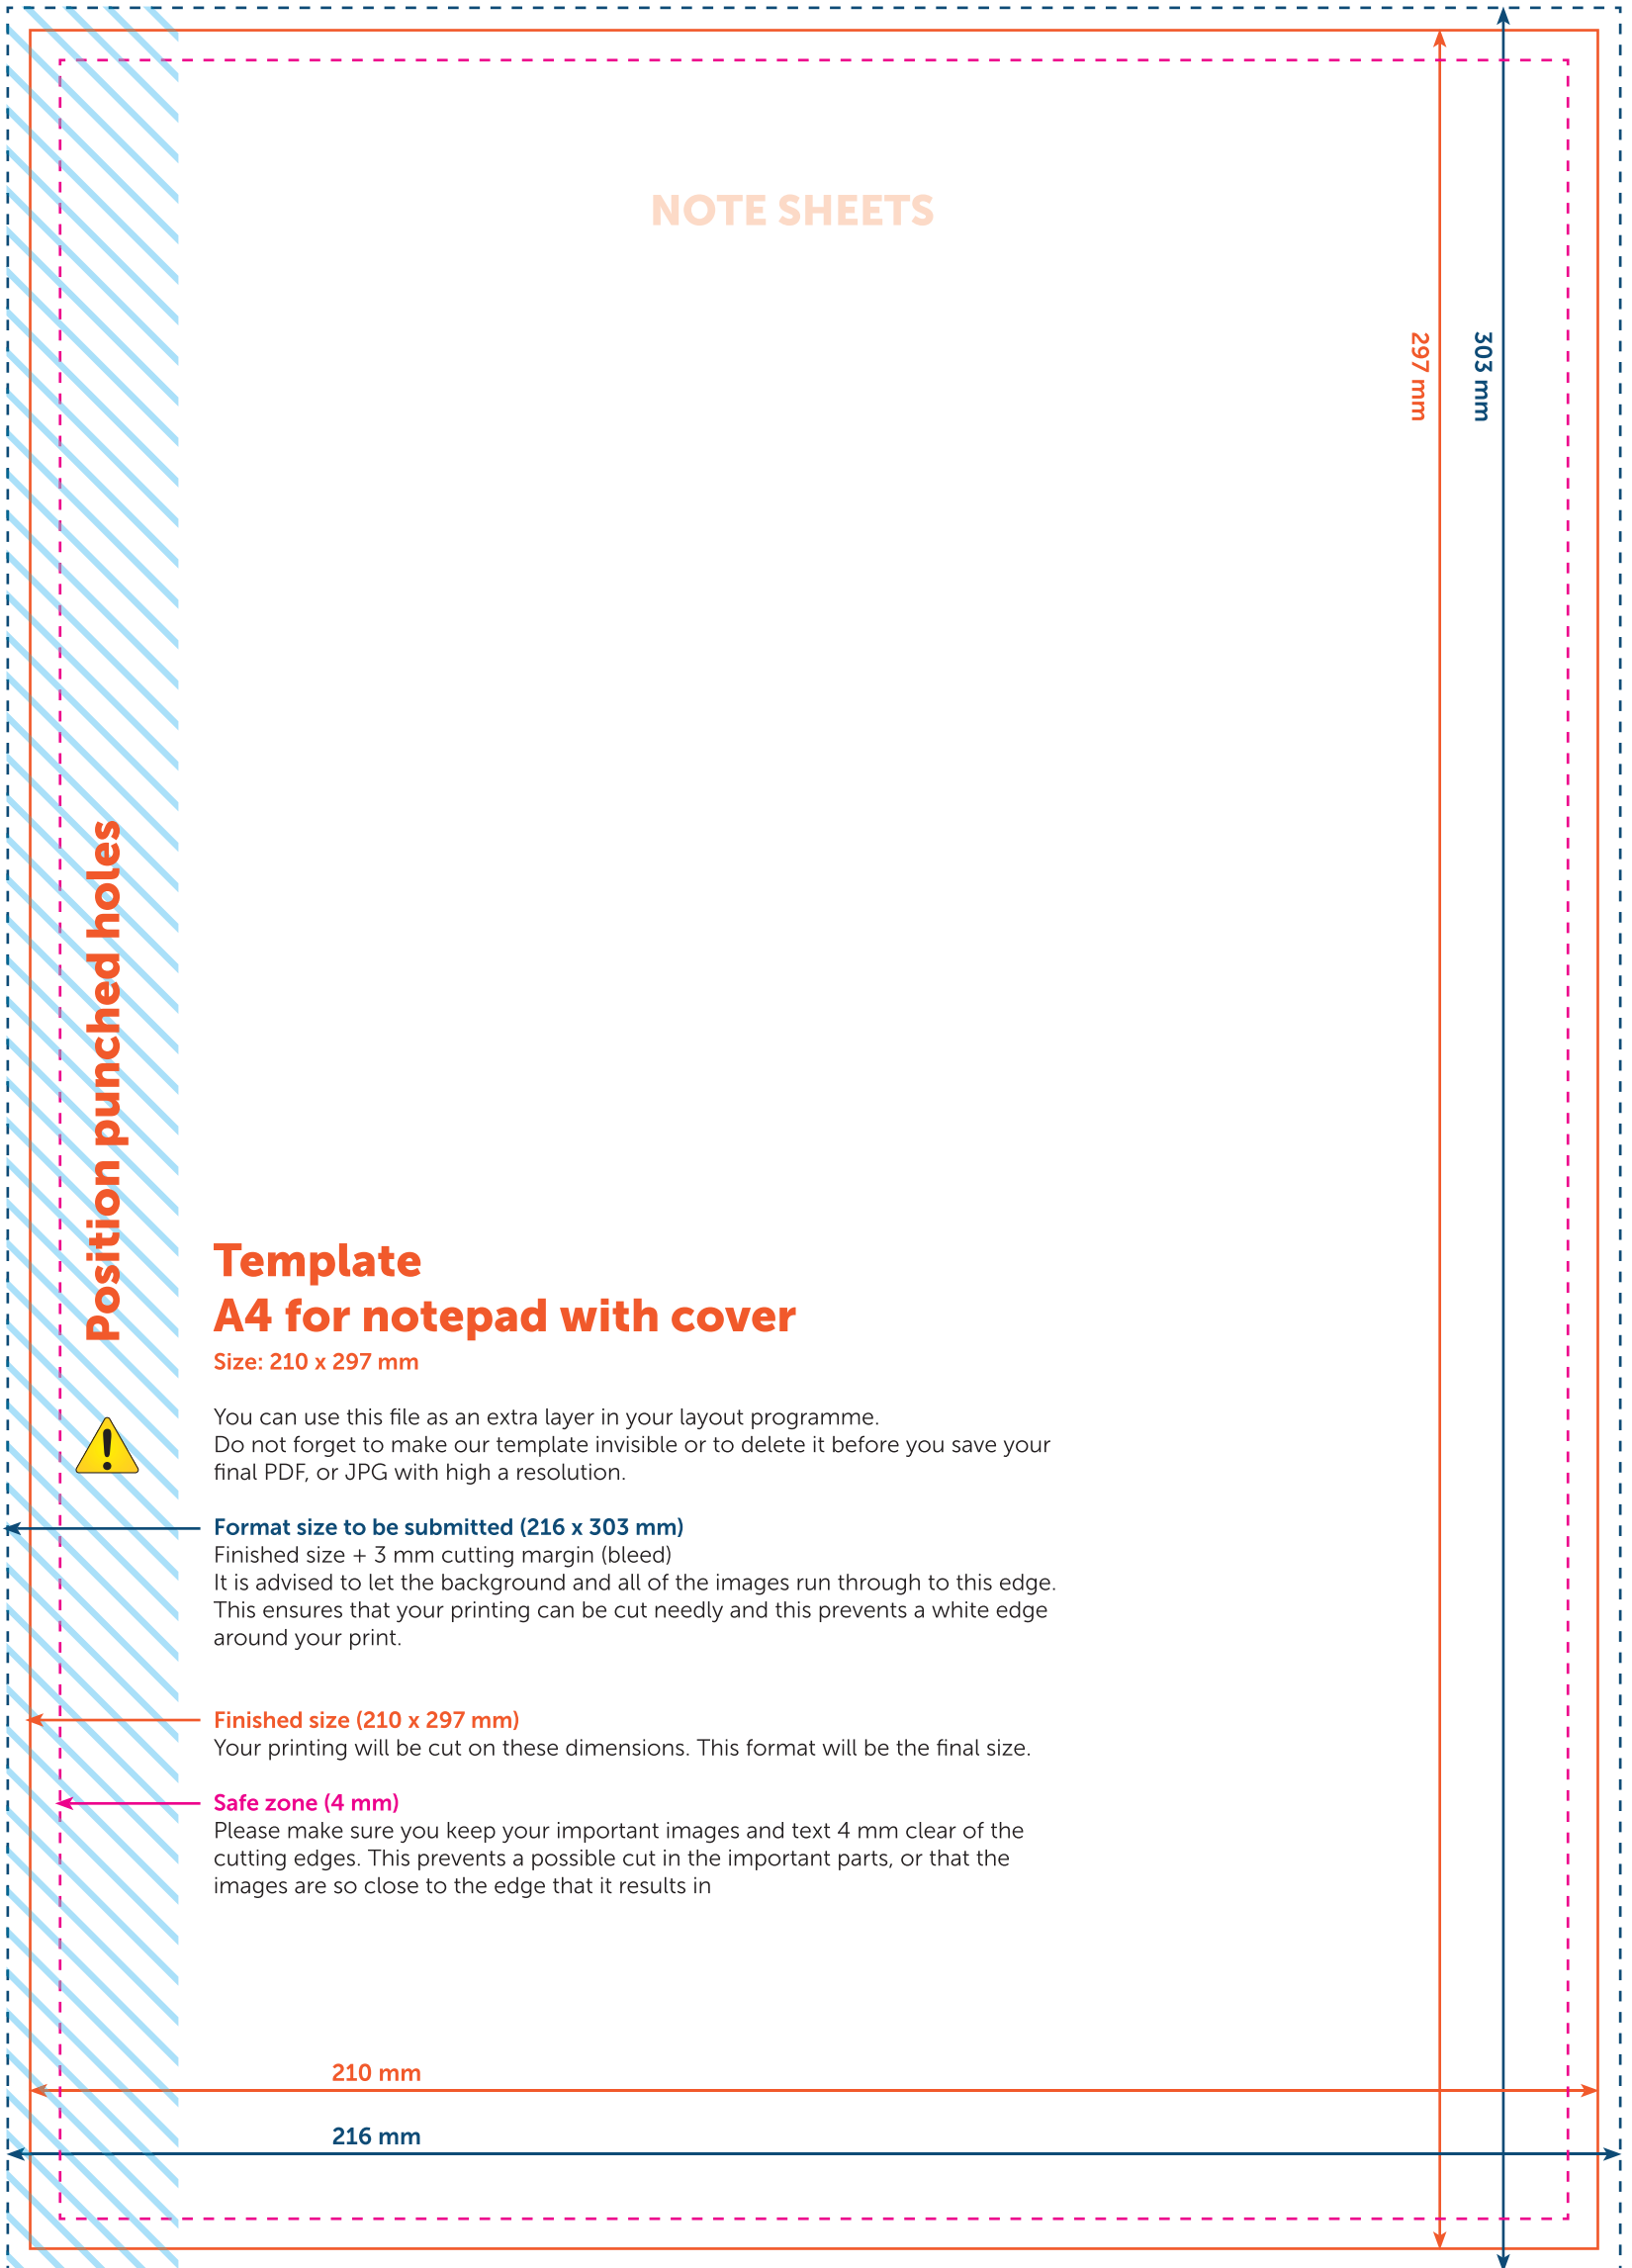 NOTE SHEETS
297 mm
303 mm
Position punched holes
Template
A4 for notepad with cover
Size: 210 x 297 mm
You can use this file as an extra layer in your layout programme.
Do not forget to make our template invisible or to delete it before you save your
final PDF, or JPG with high a resolution.
Format size to be submitted (216 x 303 mm)
Finished size + 3 mm cutting margin (bleed)
It is advised to let the background and all of the images run through to this edge.
This ensures that your printing can be cut needly and this prevents a white edge
around your print.
Finished size (210 x 297 mm)
Your printing will be cut on these dimensions. This format will be the final size.
Safe zone (4 mm)
Please make sure you keep your important images and text 4 mm clear of the
cutting edges. This prevents a possible cut in the important parts, or that the
images are so close to the edge that it results in
210 mm
216 mm